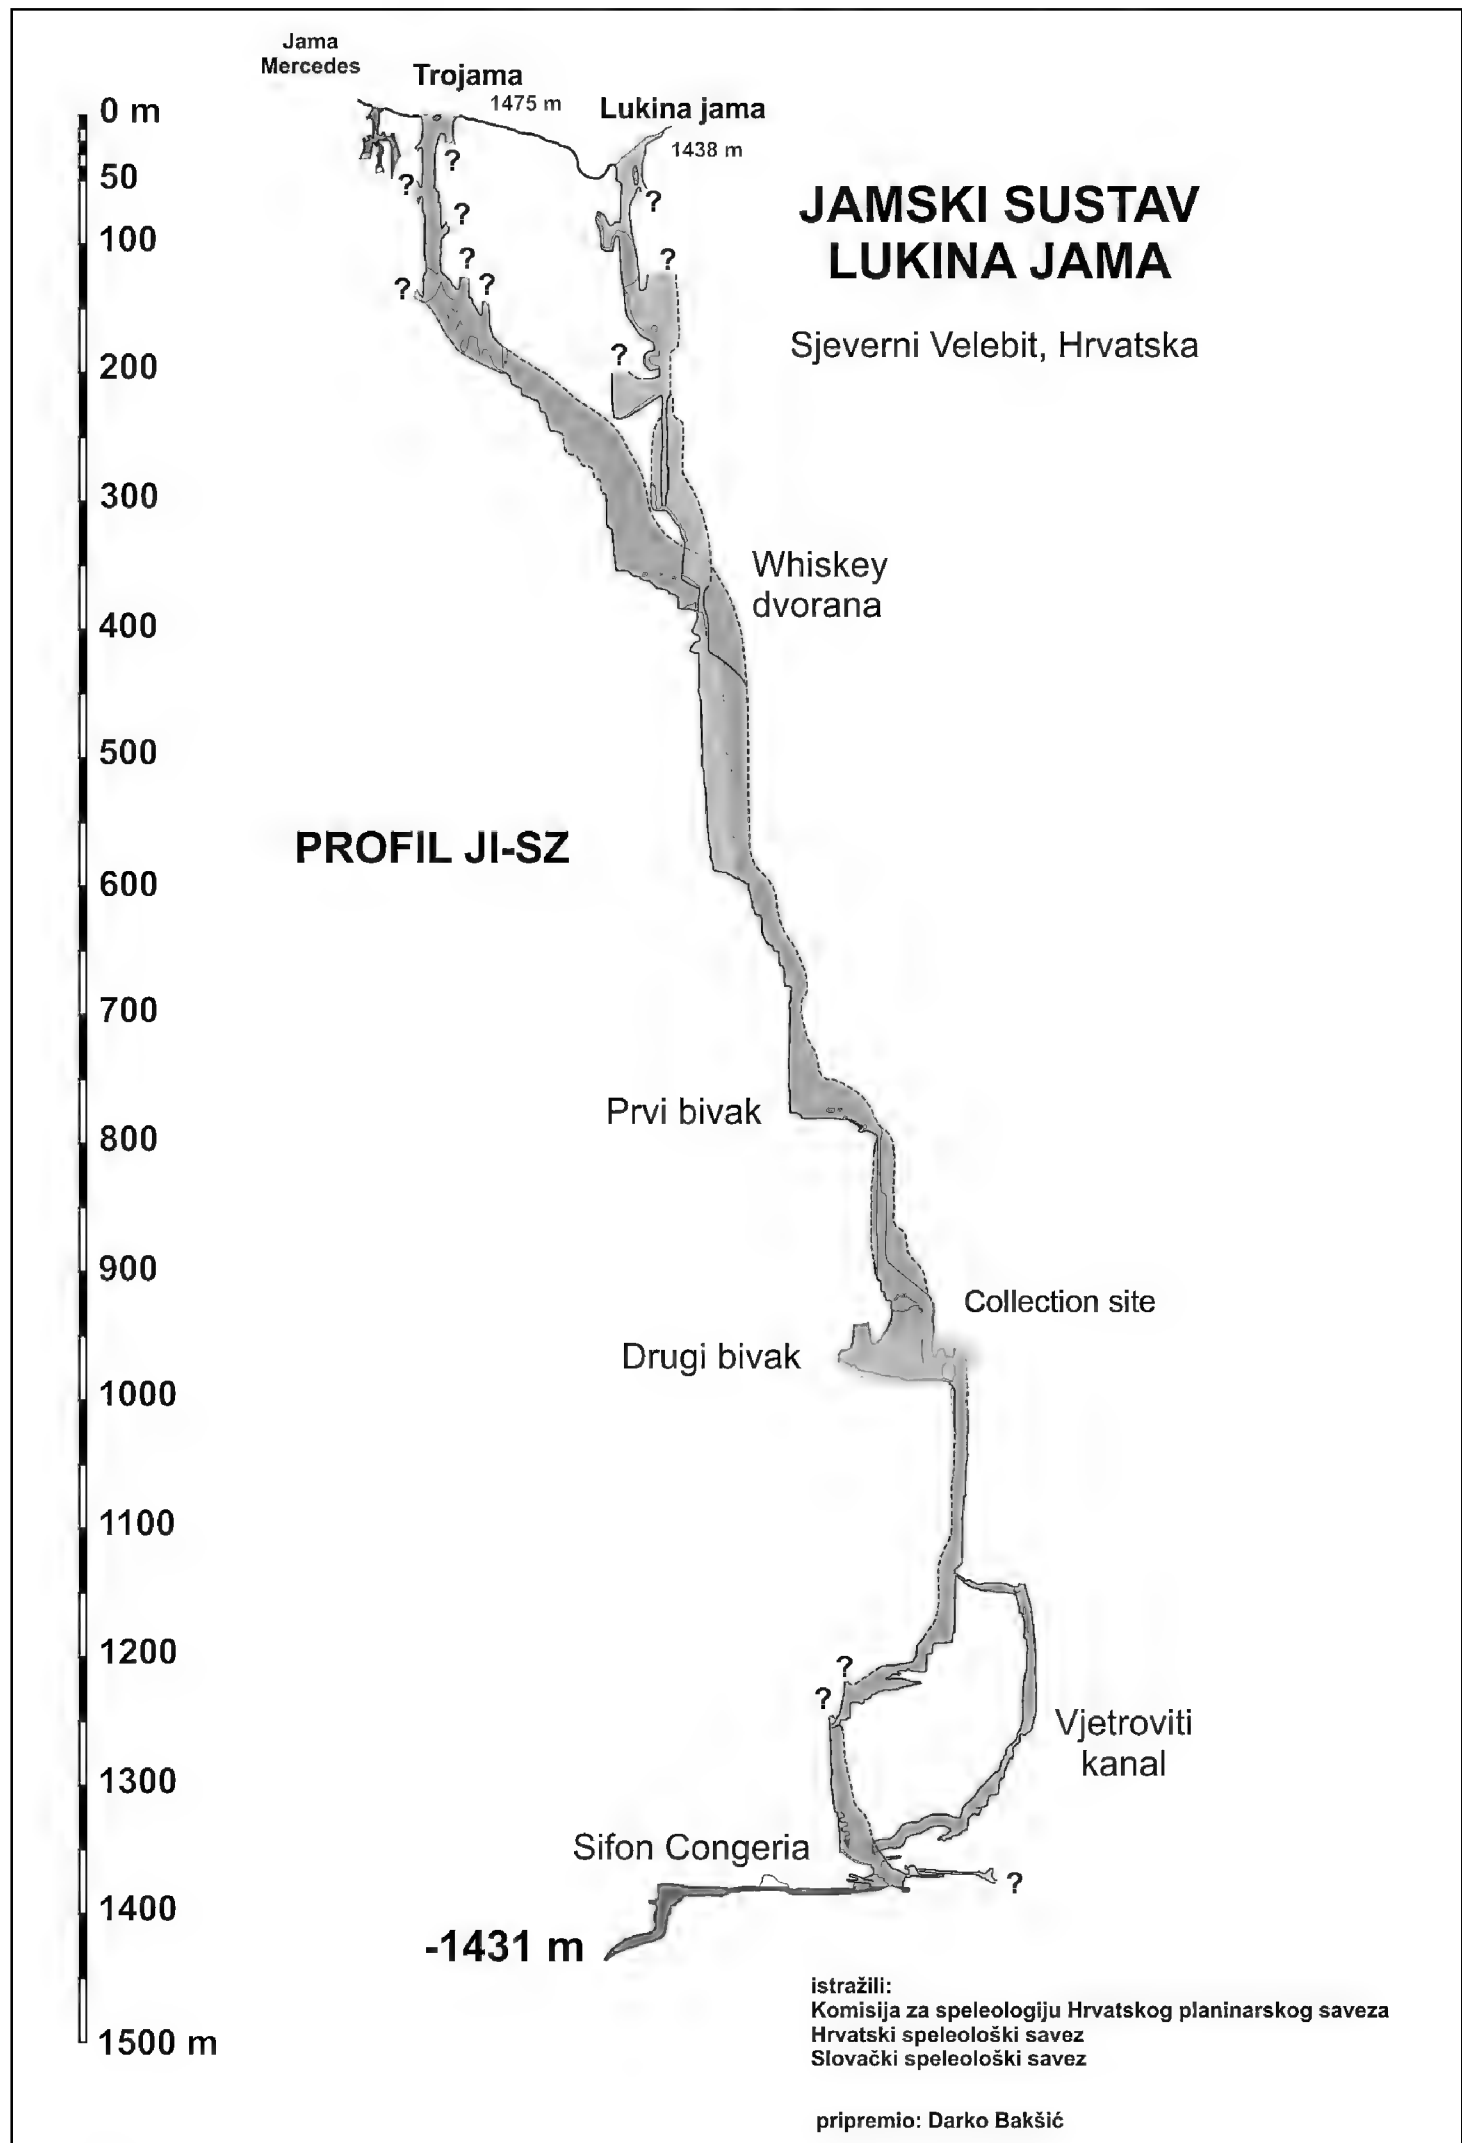 Jama
Mercedes
Trojama
1475 m
Lukina jama
1438 m
0 m
50
100
200
300
400
500
600
700
800
900
1000
1100
1200
1300
1400
1500 m
?
?
?
?
?
?
?
?
?
JAMSKI SUSTAV
LUKINA JAMA
Sjeverni Velebit, Hrvatska
Whiskey
dvorana
PROFIL JI-SZ
Prvi bivak
Collection site
Drugi bivak
?
?
Vjetroviti
kanal
Sifon Congeria
?
-1431 m
istražili:
Komisija za speleologiju Hrvatskog planinarskog saveza
Hrvatski speleološki savez
Slovački speleološki savez
pripremio: Darko Bakšić